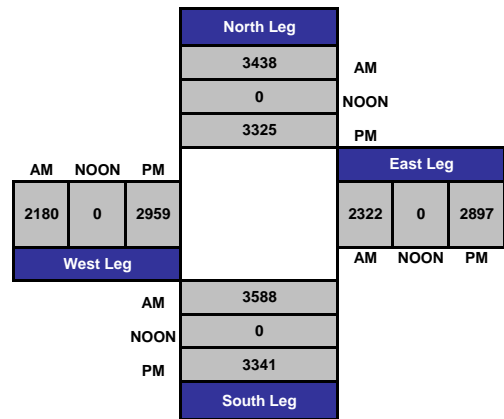 North Leg
3438 AM
0 NOON
3325 PM
AM NOON PM
East Leg
2180 0 2959
2322 0 2897
West Leg
AM NOON PM
AM 3588
NOON 0
PM 3341
South Leg